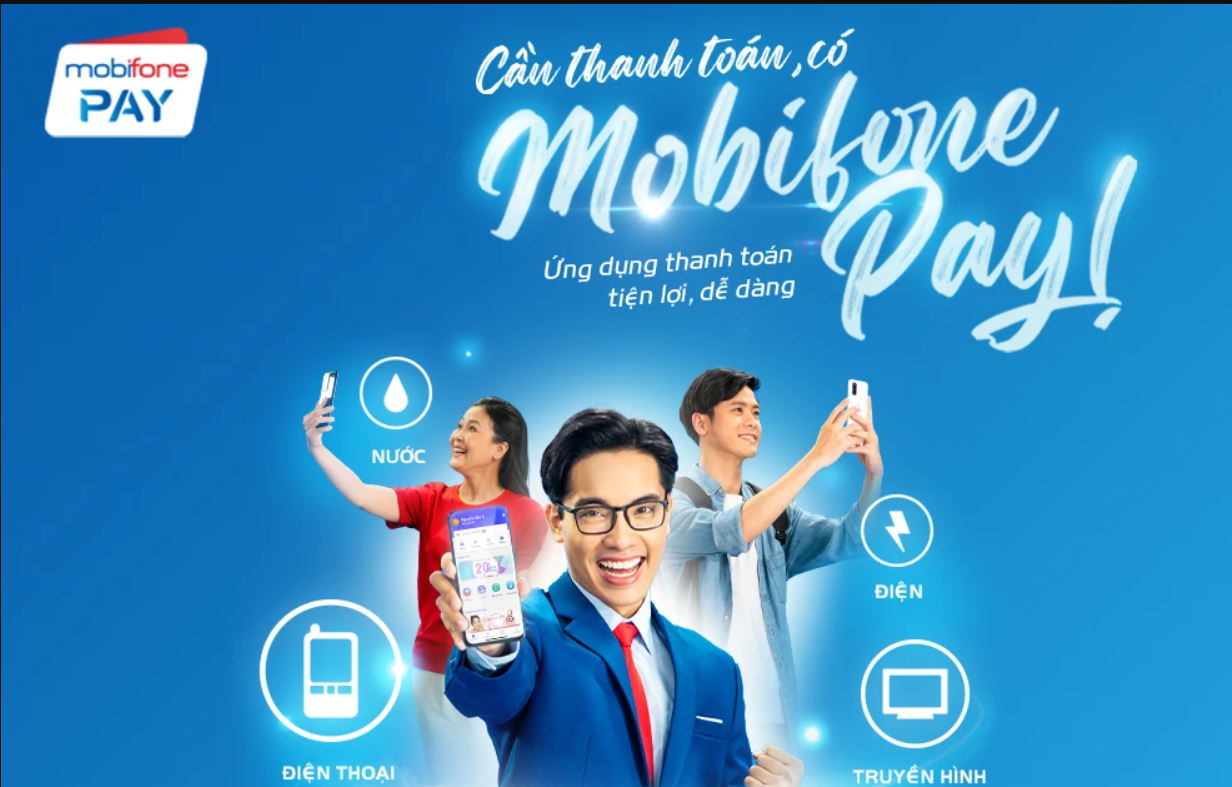 mobifone
PAY
Cần thanh toán, có
Mobifone
Pay!
Ứng dụng thanh toán
tiện lợi, dễ dàng
NƯỚC
ĐIỆN
ĐIỆN THOẠI
TRUYỀN HÌNH